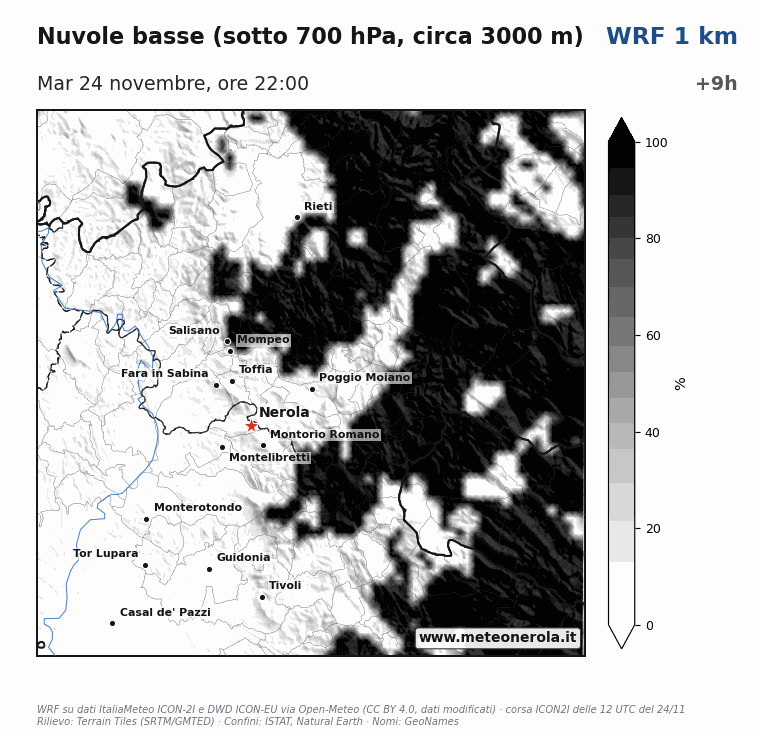 Nuvole basse (sotto 700 hPa, circa 3000 m) WRF 1 km
Mar 24 novembre, ore 22:00 +9h
100
80
60
40
20
0
%
Rieti
Salisano
Mompeo
Fara in Sabina
Toffia
Poggio Moiano
Nerola
Montorio Romano
Montelibretti
Monterotondo
Tor Lupara
Guidonia
Tivoli
Casal de' Pazzi
www.meteonerola.it
WRF su dati ItaliaMeteo ICON-2I e DWD ICON-EU via Open-Meteo (CC BY 4.0, dati modificati) · corsa ICON2I delle 12 UTC del 24/11
Rilievo: Terrain Tiles (SRTM/GMTED) · Confini: ISTAT, Natural Earth · Nomi: GeoNames